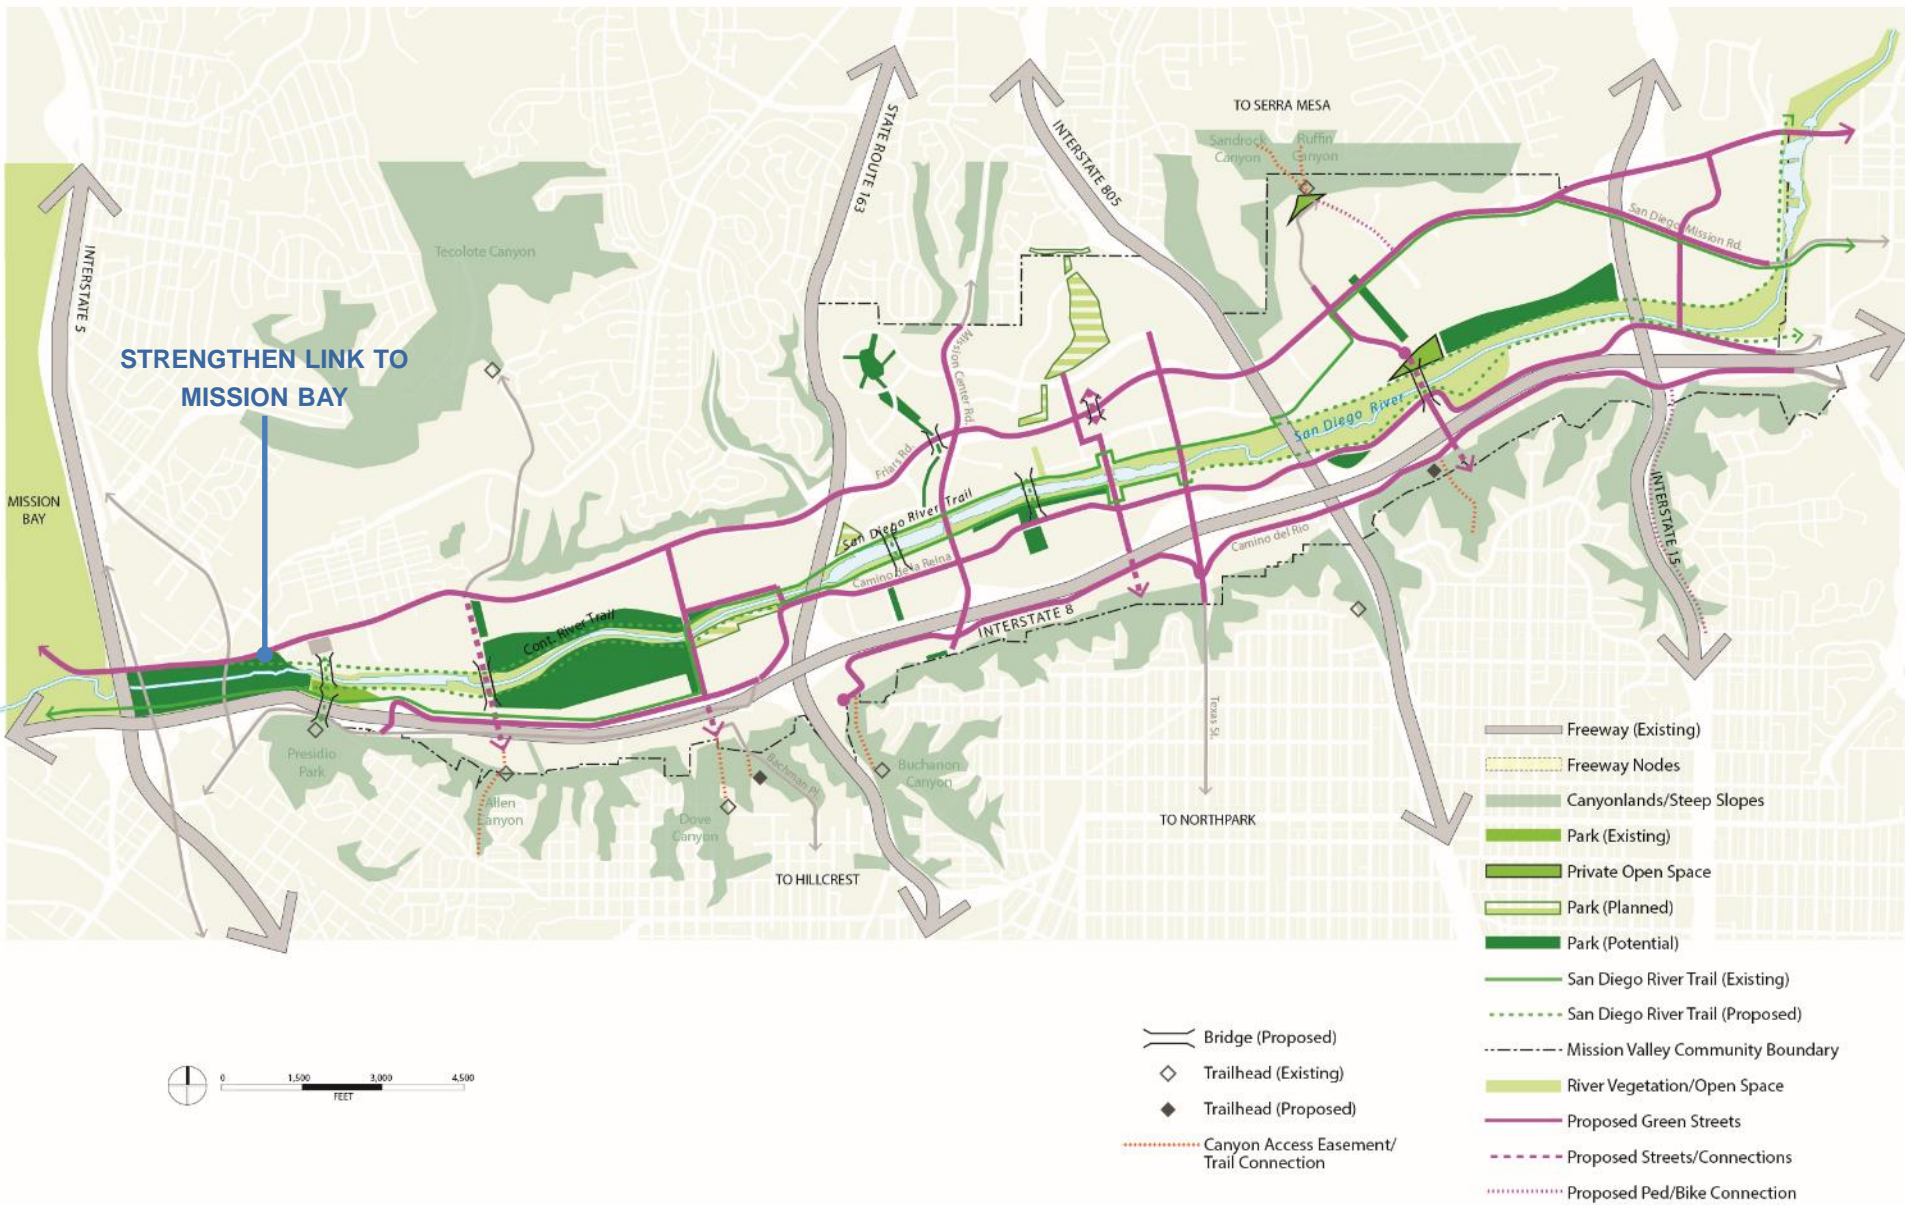 TO SERRA MESA
Sandrock
Canyon
Ruffin
Canyon
STATE ROUTE 163
INTERSTATE 805
INTERSTATE 5
Tecolote Canyon
San Diego Mission Rd.
STRENGTHEN LINK TO
MISSION BAY
Mission Center Rd.
San Diego River
Friars Rd.
MISSION
BAY
San Diego River Trail
Camino de la Reina
Camino del Rio
INTERSTATE 15
Cont. River Trail
INTERSTATE 8
Texas St.
Presidio
Park
Bachman Pl.
Buchanon
Canyon
Allen
Canyon
Dove
Canyon
TO NORTHPARK
TO HILLCREST
Freeway (Existing)
Freeway Nodes
Canyonlands/Steep Slopes
Park (Existing)
Private Open Space
Park (Planned)
Park (Potential)
San Diego River Trail (Existing)
San Diego River Trail (Proposed)
Mission Valley Community Boundary
River Vegetation/Open Space
Proposed Green Streets
Proposed Streets/Connections
Proposed Ped/Bike Connection
Bridge (Proposed)
Trailhead (Existing)
Trailhead (Proposed)
Canyon Access Easement/
Trail Connection
0 1,500 3,000 4,500
FEET